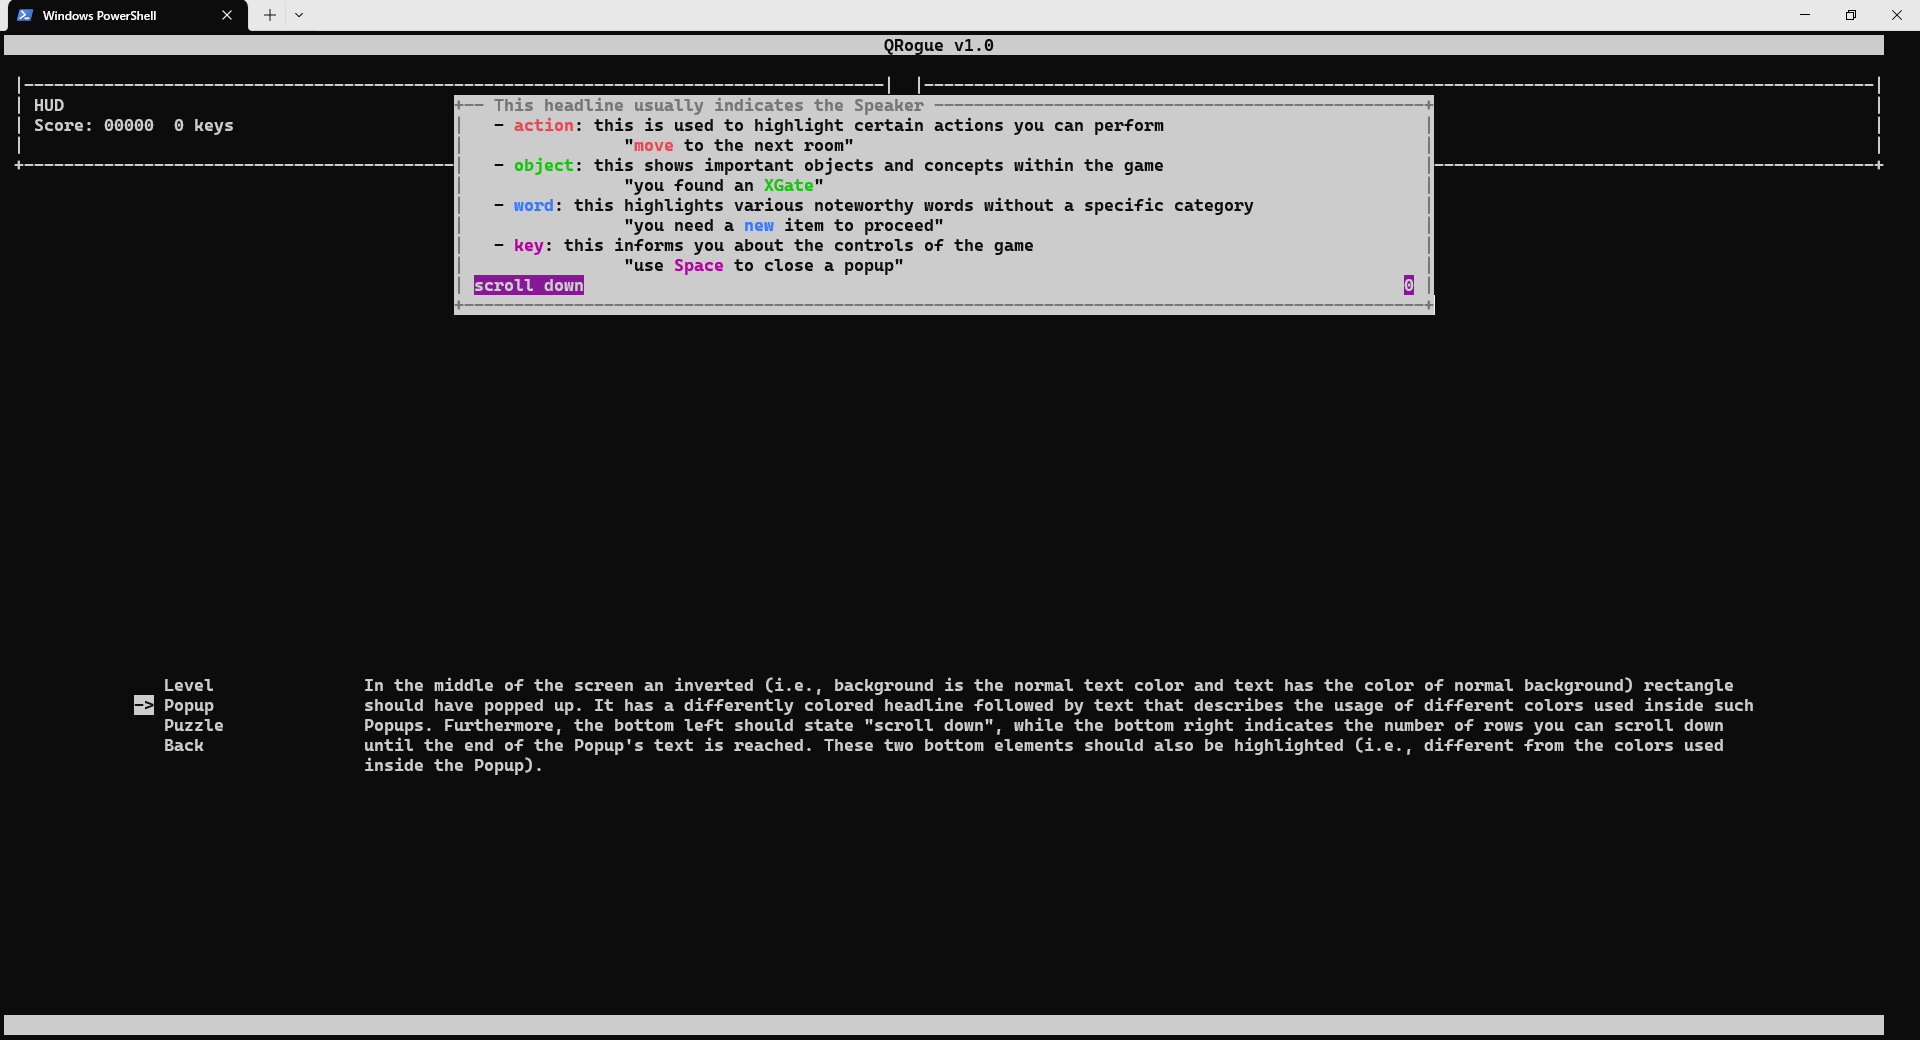 Windows PowerShell
QRogue v1.0
HUD
Score: 00000  0 keys
This headline usually indicates the Speaker
- action: this is used to highlight certain actions you can perform
"move to the next room"
- object: this shows important objects and concepts within the game
"you found an XGate"
- word: this highlights various noteworthy words without a specific category
"you need a new item to proceed"
- key: this informs you about the controls of the game
"use Space to close a popup"
scroll down 0
Level
-> Popup
Puzzle
Back
In the middle of the screen an inverted (i.e., background is the normal text color and text has the color of normal background) rectangle
should have popped up. It has a differently colored headline followed by text that describes the usage of different colors used inside such
Popups. Furthermore, the bottom left should state "scroll down", while the bottom right indicates the number of rows you can scroll down
until the end of the Popup's text is reached. These two bottom elements should also be highlighted (i.e., different from the colors used
inside the Popup).